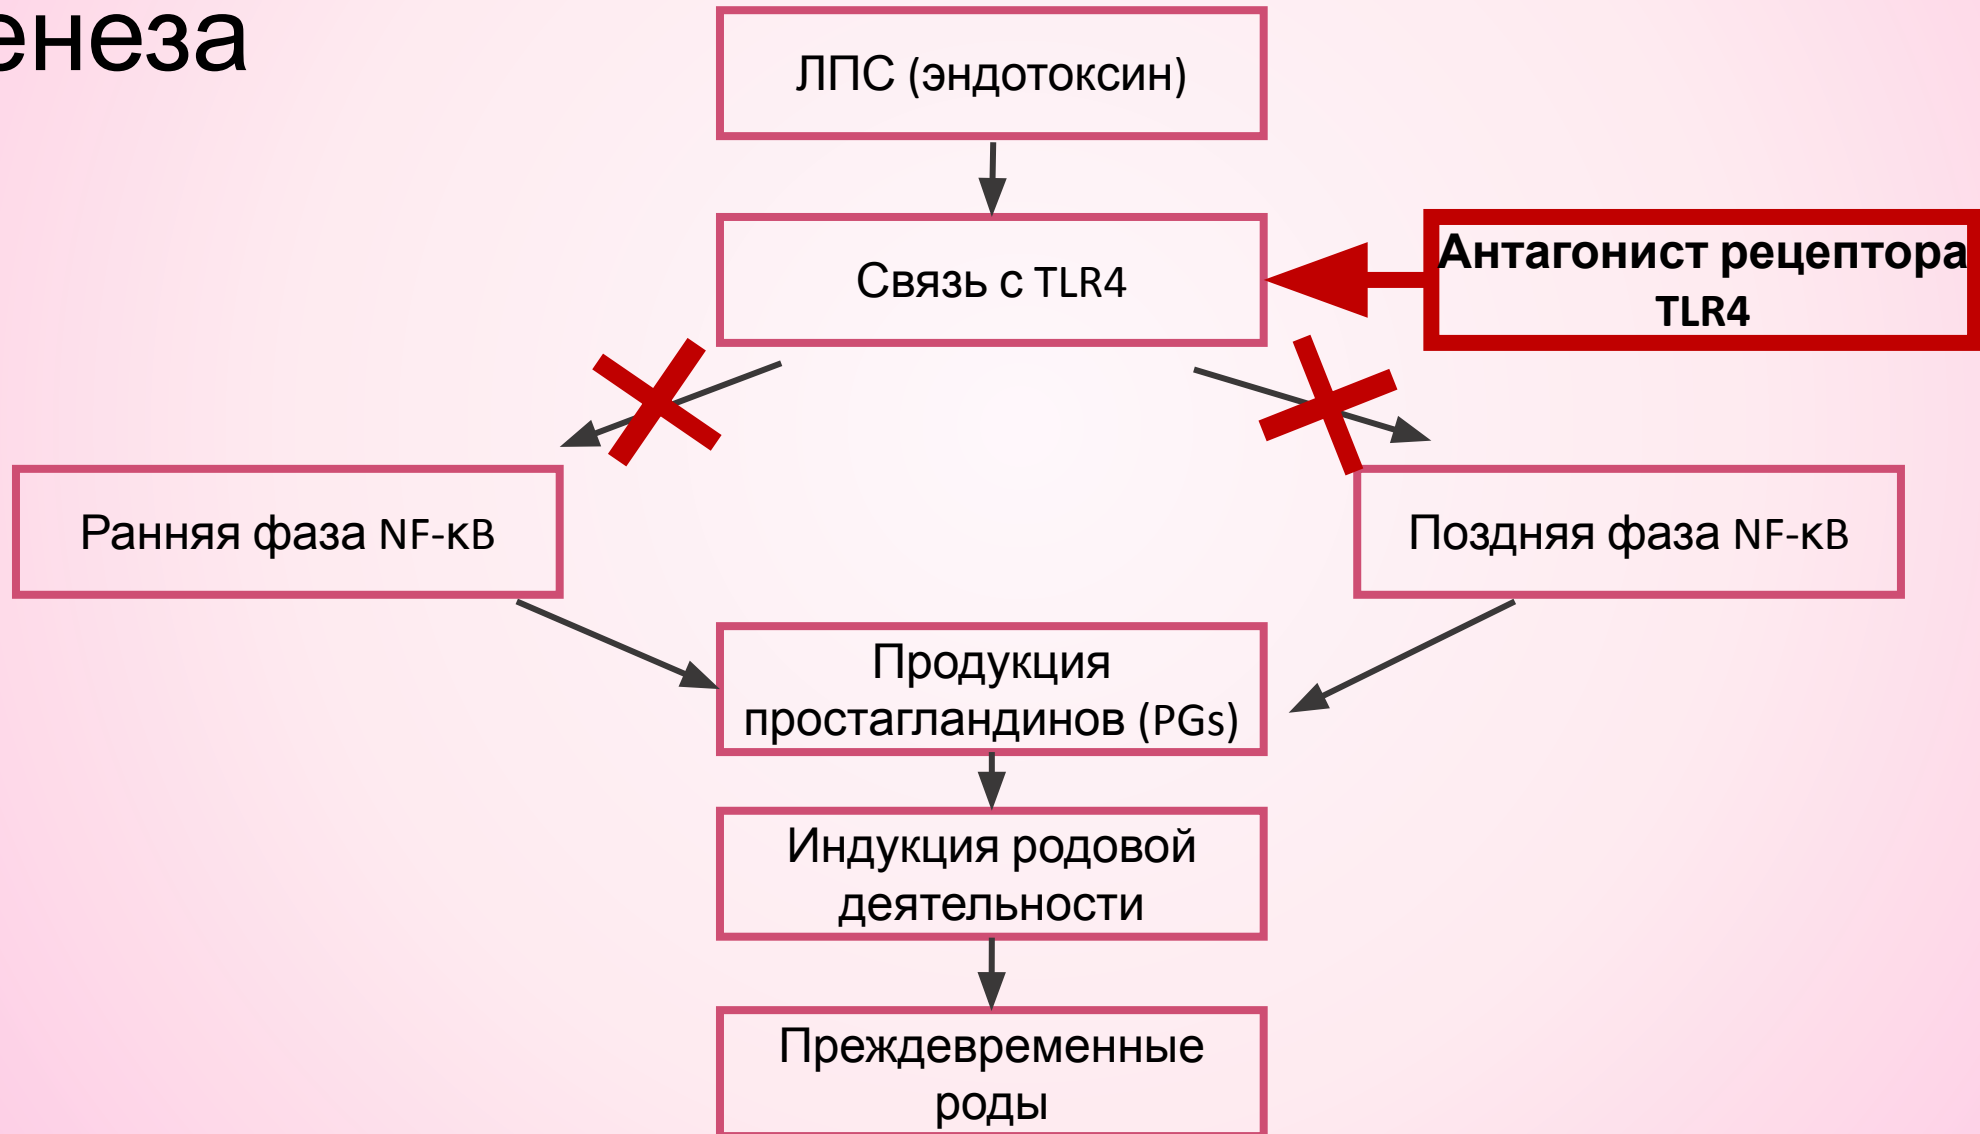 енеза
ЛПС (эндотоксин)
Связь с TLR4
Антагонист рецептора
TLR4
Ранняя фаза NF-κB
Поздняя фаза NF-κB
Продукция
простагландинов (PGs)
Индукция родовой
деятельности
Преждевременные
роды